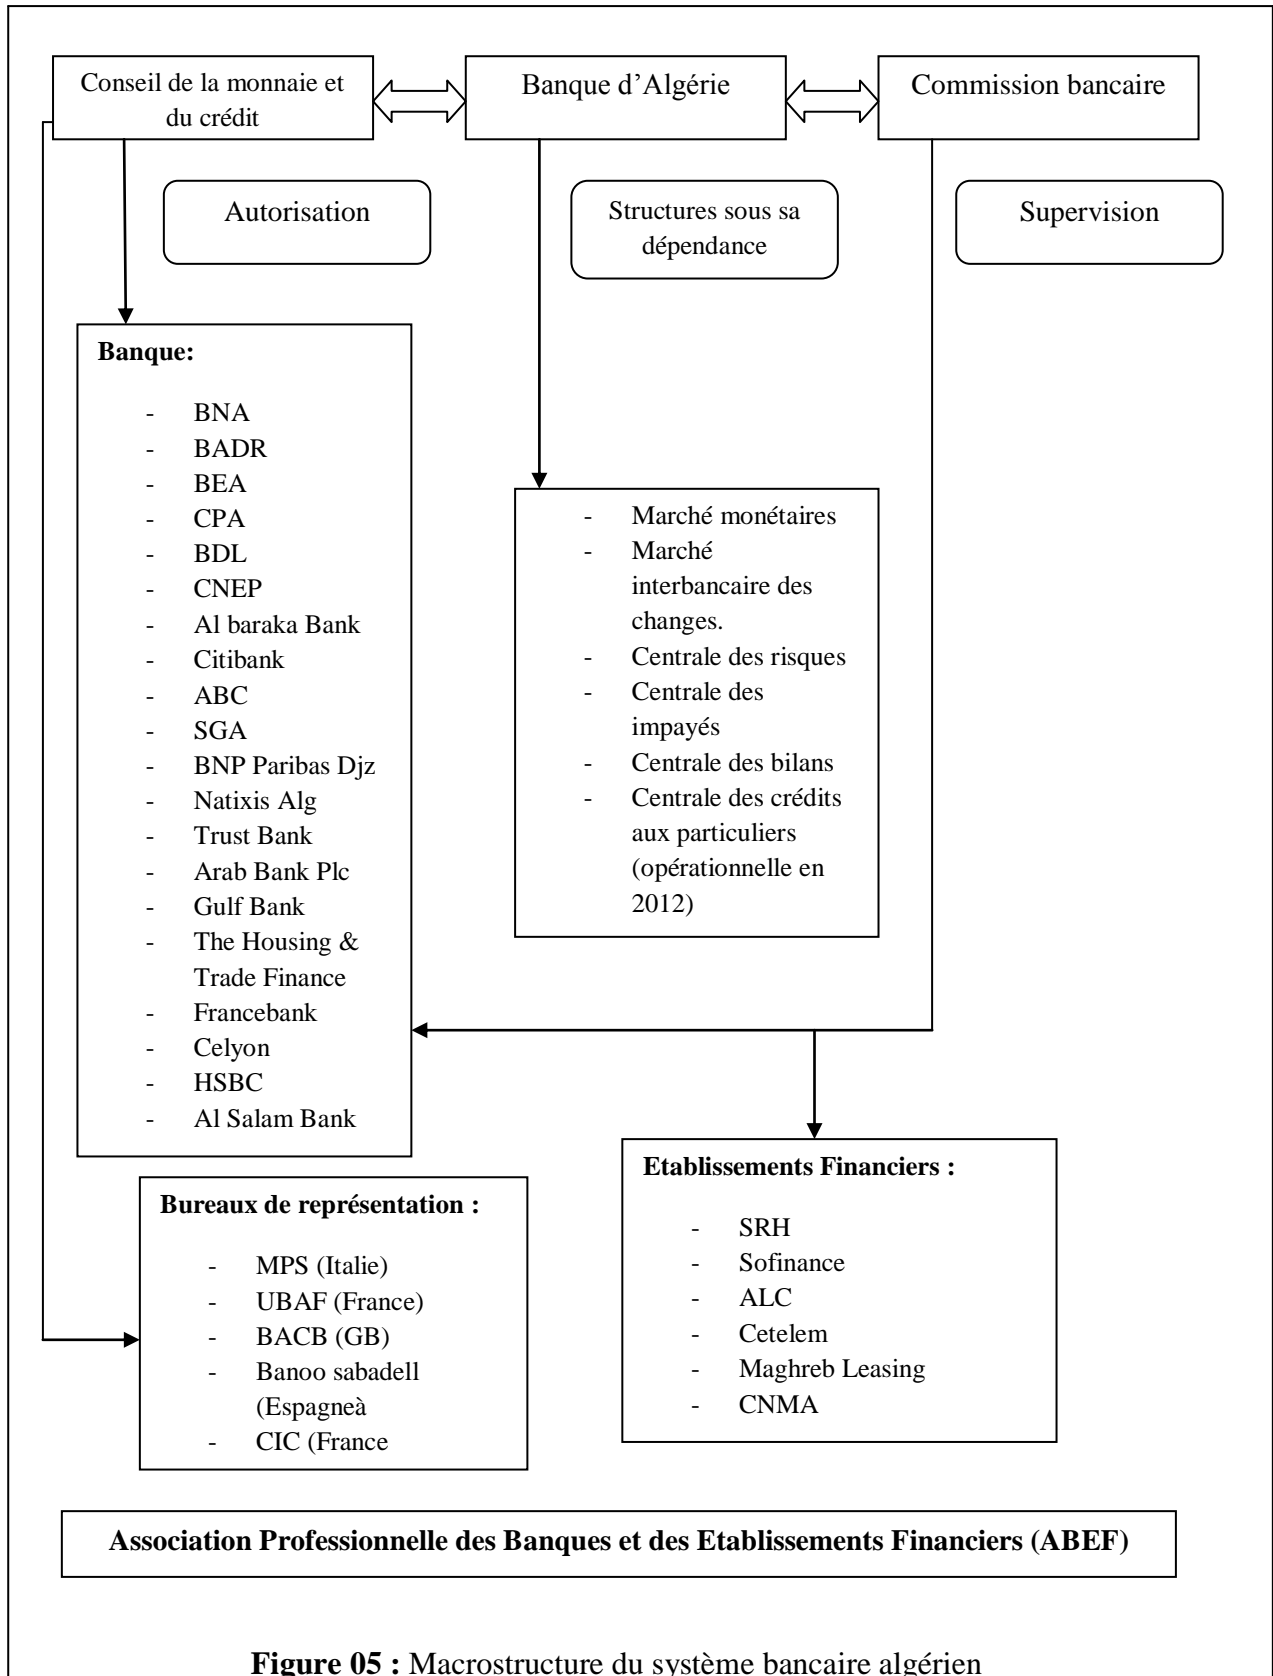 Conseil de la monnaie et
du crédit
Banque d’Algérie
Commission bancaire
Autorisation
Structures sous sa
dépendance
Supervision
Banque:
- BNA
- BADR
- BEA
- CPA
- BDL
- CNEP
- Al baraka Bank
- Citibank
- ABC
- SGA
- BNP Paribas Djz
- Natixis Alg
- Trust Bank
- Arab Bank Plc
- Gulf Bank
- The Housing &
Trade Finance
- Francebank
- Celyon
- HSBC
- Al Salam Bank
- Marché monétaires
- Marché
interbancaire des
changes.
- Centrale des risques
- Centrale des
impayés
- Centrale des bilans
- Centrale des crédits
aux particuliers
(opérationnelle en
2012)
Bureaux de représentation :
- MPS (Italie)
- UBAF (France)
- BACB (GB)
- Banoo sabadell
(Espagneà
- CIC (France
Etablissements Financiers :
- SRH
- Sofinance
- ALC
- Cetelem
- Maghreb Leasing
- CNMA
Association Professionnelle des Banques et des Etablissements Financiers (ABEF)
Figure 05 : Macrostructure du système bancaire algérien